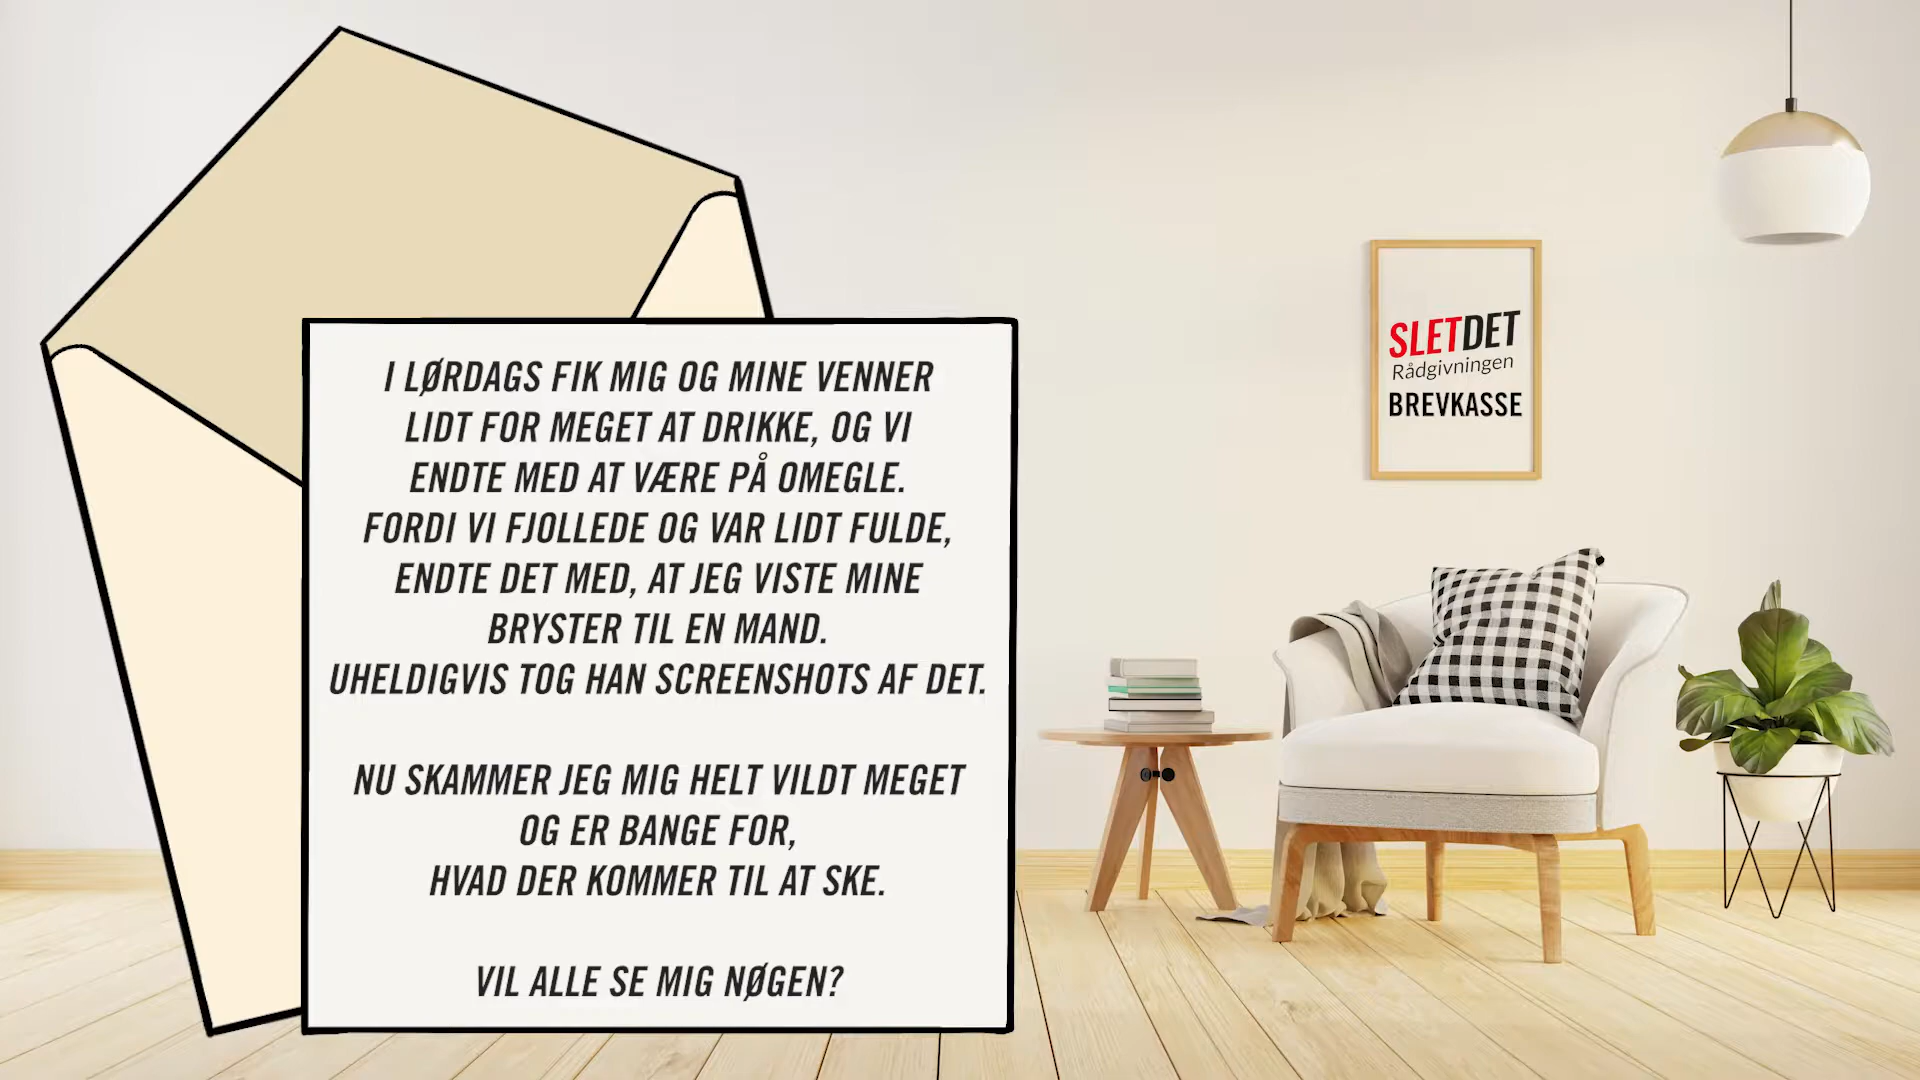 I LØRDAGS FIK MIG OG MINE VENNER
LIDT FOR MEGET AT DRIKKE, OG VI
ENDTE MED AT VÆRE PÅ OMEGLE.
FORDI VI FJOLLEDE OG VAR LIDT FULDE,
ENDTE DET MED, AT JEG VISTE MINE
BRYSTER TIL EN MAND.
UHELDIGVIS TOG HAN SCREENSHOTS AF DET.
NU SKAMMER JEG MIG HELT VILDT MEGET
OG ER BANGE FOR,
HVAD DER KOMMER TIL AT SKE.
VIL ALLE SE MIG NØGEN?
SLETDET
Rådgivningen
BREVKASSE